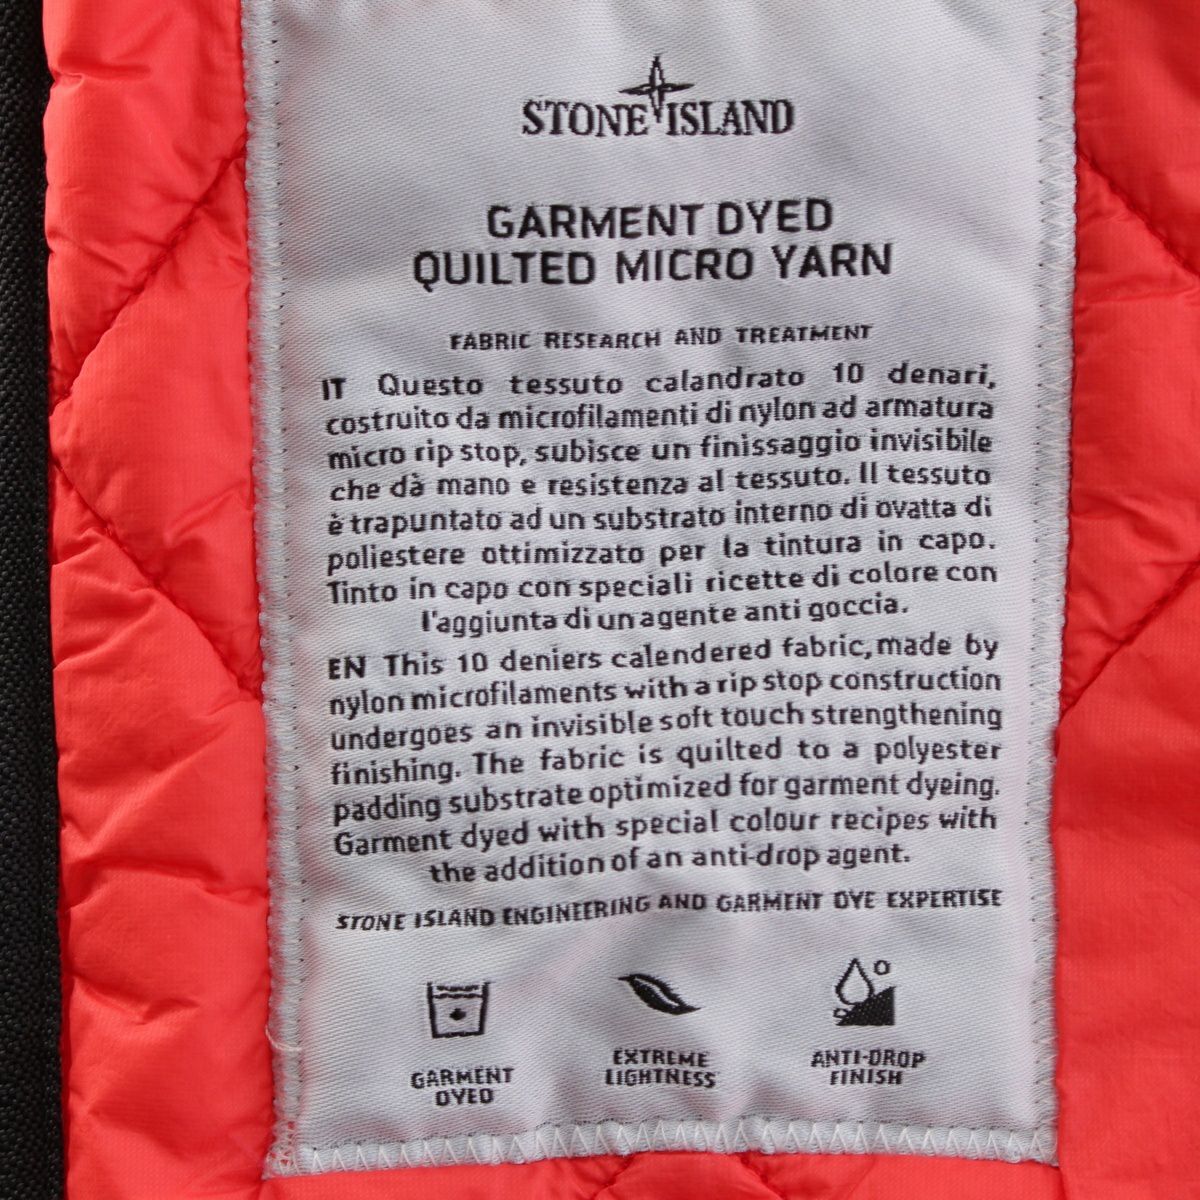 STONE ISLAND
GARMENT DYED
QUILTED MICRO YARN
FABRIC RESEARCH AND TREATMENT
IT Questo tessuto calandrato 10 denari,
costruito da microfilamenti di nylon ad armatura
micro rip stop, subisce un finissaggio invisibile
che dà mano e resistenza al tessuto. Il tessuto
è trapuntato ad un substrato interno di ovatta di
poliestere ottimizzato per la tintura in capo.
Tinto in capo con speciali ricette di colore con
l'aggiunta di un agente anti goccia.
EN This 10 deniers calendered fabric, made by
nylon microfilaments with a rip stop construction
undergoes an invisible soft touch strengthening
finishing. The fabric is quilted to a polyester
padding substrate optimized for garment dyeing.
Garment dyed with special colour recipes with
the addition of an anti-drop agent.
STONE ISLAND ENGINEERING AND GARMENT DYE EXPERTISE
GARMENT
DYED
EXTREME
LIGHTNESS
ANTI-DROP
FINISH